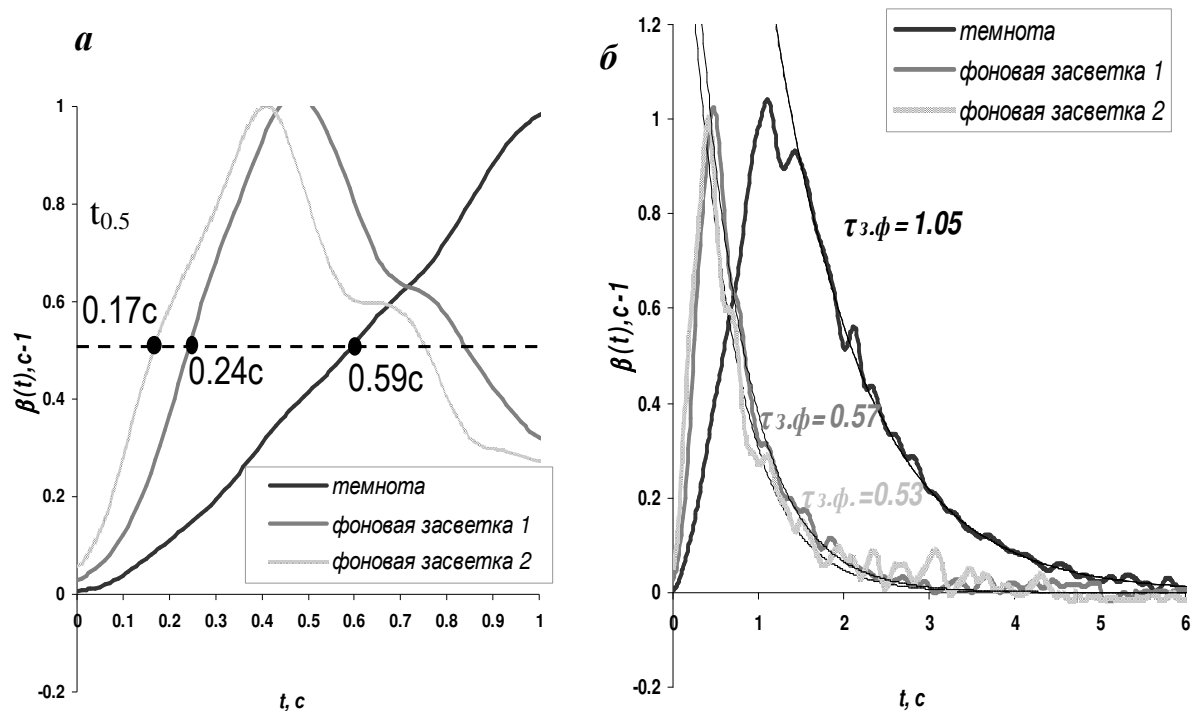 а
t0.5
0.17с
0.24с
0.59с
β(t), с-1
1
0.8
0.6
0.4
0.2
0
-0.2
0 0.1 0.2 0.3 0.4 0.5 0.6 0.7 0.8 0.9 1
t, с
темнота
фоновая засветка 1
фоновая засветка 2
б
темнота
фоновая засветка 1
фоновая засветка 2
τз.ф = 1.05
τз.ф= 0.57
τз.ф. =0.53
β(t), с-1
1.2
1
0.8
0.6
0.4
0.2
0
-0.2
0 1 2 3 4 5 6
t, с